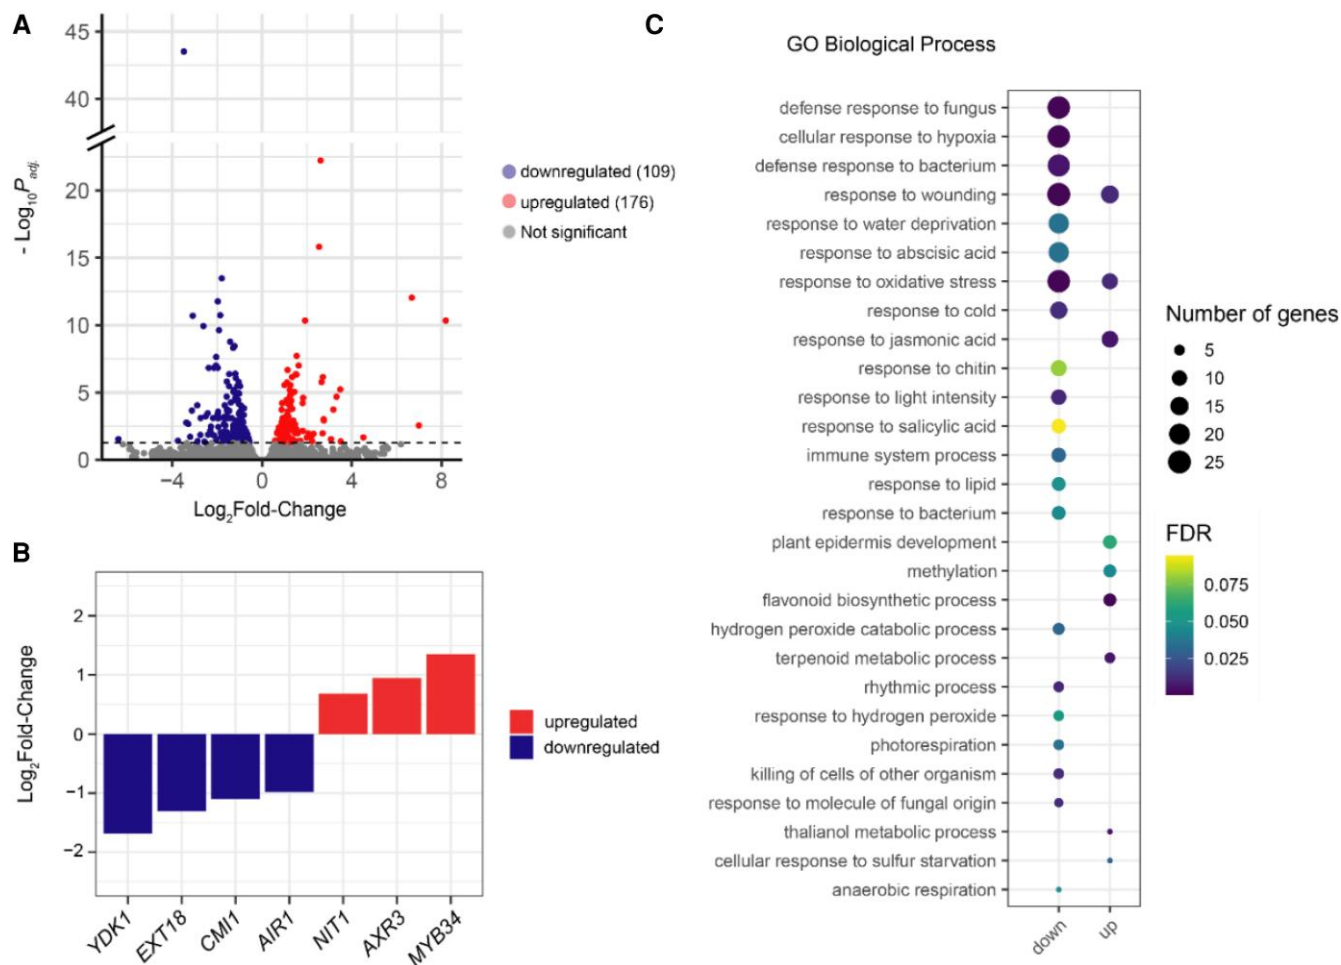 A
45
40
20
15
10
5
0
- Log10Padj.
−4
0
4
8
Log2Fold-Change
downregulated (109)
upregulated (176)
Not significant
B
2
1
0
−1
−2
Log2Fold-Change
YDK1
EXT18
CMI1
AIR1
NIT1
AXR3
MYB34
upregulated
downregulated
C
GO Biological Process
defense response to fungus
cellular response to hypoxia
defense response to bacterium
response to wounding
response to water deprivation
response to abscisic acid
response to oxidative stress
response to cold
response to jasmonic acid
response to chitin
response to light intensity
response to salicylic acid
immune system process
response to lipid
response to bacterium
plant epidermis development
methylation
flavonoid biosynthetic process
hydrogen peroxide catabolic process
terpenoid metabolic process
rhythmic process
response to hydrogen peroxide
photorespiration
killing of cells of other organism
response to molecule of fungal origin
thalianol metabolic process
cellular response to sulfur starvation
anaerobic respiration
down
up
Number of genes
5
10
15
20
25
FDR
0.075
0.050
0.025